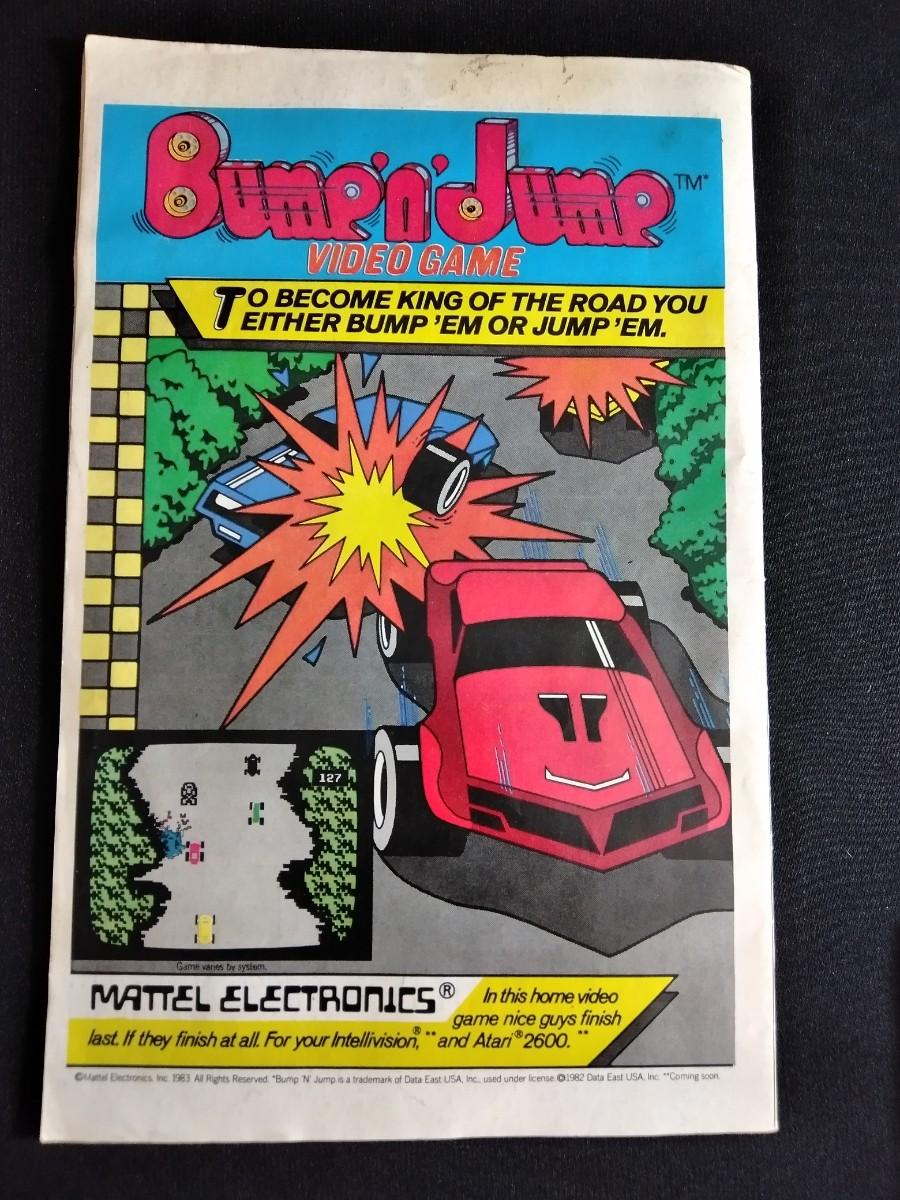 Bump 'n' Jump TM*
VIDEO GAME
TO BECOME KING OF THE ROAD YOU
EITHER BUMP 'EM OR JUMP 'EM.
127
Game varies by system.
MATTEL ELECTRONICS®
In this home video
game nice guys finish
last. If they finish at all. For your Intellivision,®** and Atari® 2600.**
©Mattel Electronics, Inc. 1983 All Rights Reserved. *Bump 'N' Jump is a trademark of Data East USA, Inc., used under license ©1982 Data East USA, Inc. **Coming soon.